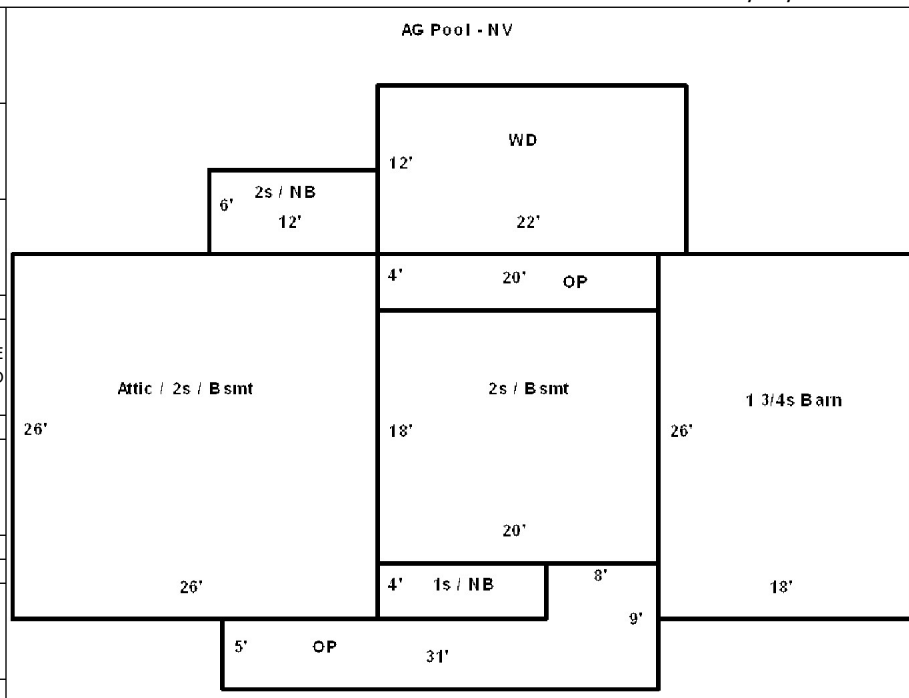 AG Pool - NV
WD
12'
22'
2s / NB
6'
12'
4'
20'
OP
Attic / 2s / Bsmt
26'
26'
2s / Bsmt
18'
20'
1 3/4s Barn
26'
18'
4'
1s / NB
8'
9'
5'
OP
31'